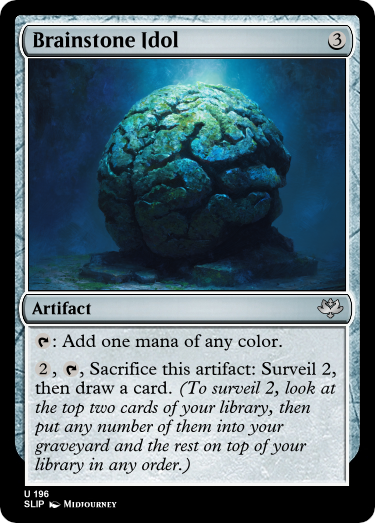 Brainstone Idol 3
Artifact
: Add one mana of any color.
2, , Sacrifice this artifact: Surveil 2,
then draw a card. (To surveil 2, look at
the top two cards of your library, then
put any number of them into your
graveyard and the rest on top of your
library in any order.)
U 196
SLIP Midjourney